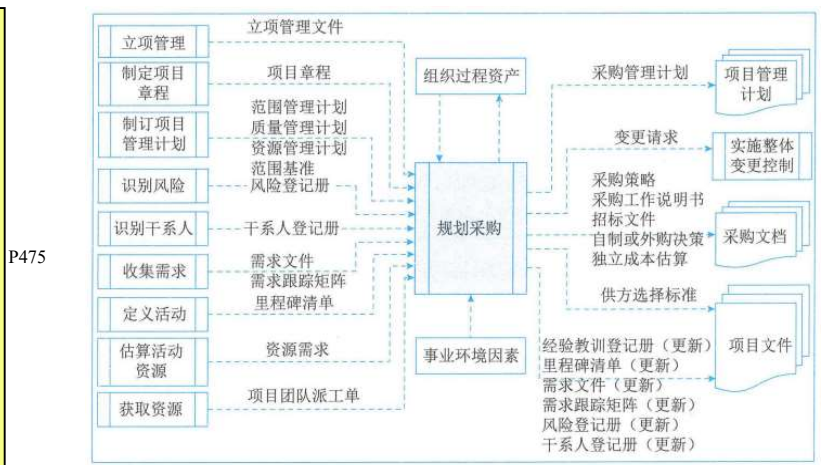 P475
立项管理
立项管理文件
制定项目
章程
项目章程
制订项目
管理计划
范围管理计划
质量管理计划
资源管理计划
范围基准
识别风险
风险登记册
识别干系人
干系人登记册
收集需求
需求文件
需求跟踪矩阵
定义活动
里程碑清单
估算活动
资源
资源需求
获取资源
项目团队派工单
组织过程资产
规划采购
事业环境因素
采购管理计划
项目管理
计划
变更请求
实施整体
变更控制
采购策略
采购工作说明书
招标文件
自制或外购决策
独立成本估算
采购文档
供方选择标准
项目文件
经验教训登记册（更新）
里程碑清单（更新）
需求文件（更新）
需求跟踪矩阵（更新）
风险登记册（更新）
干系人登记册（更新）